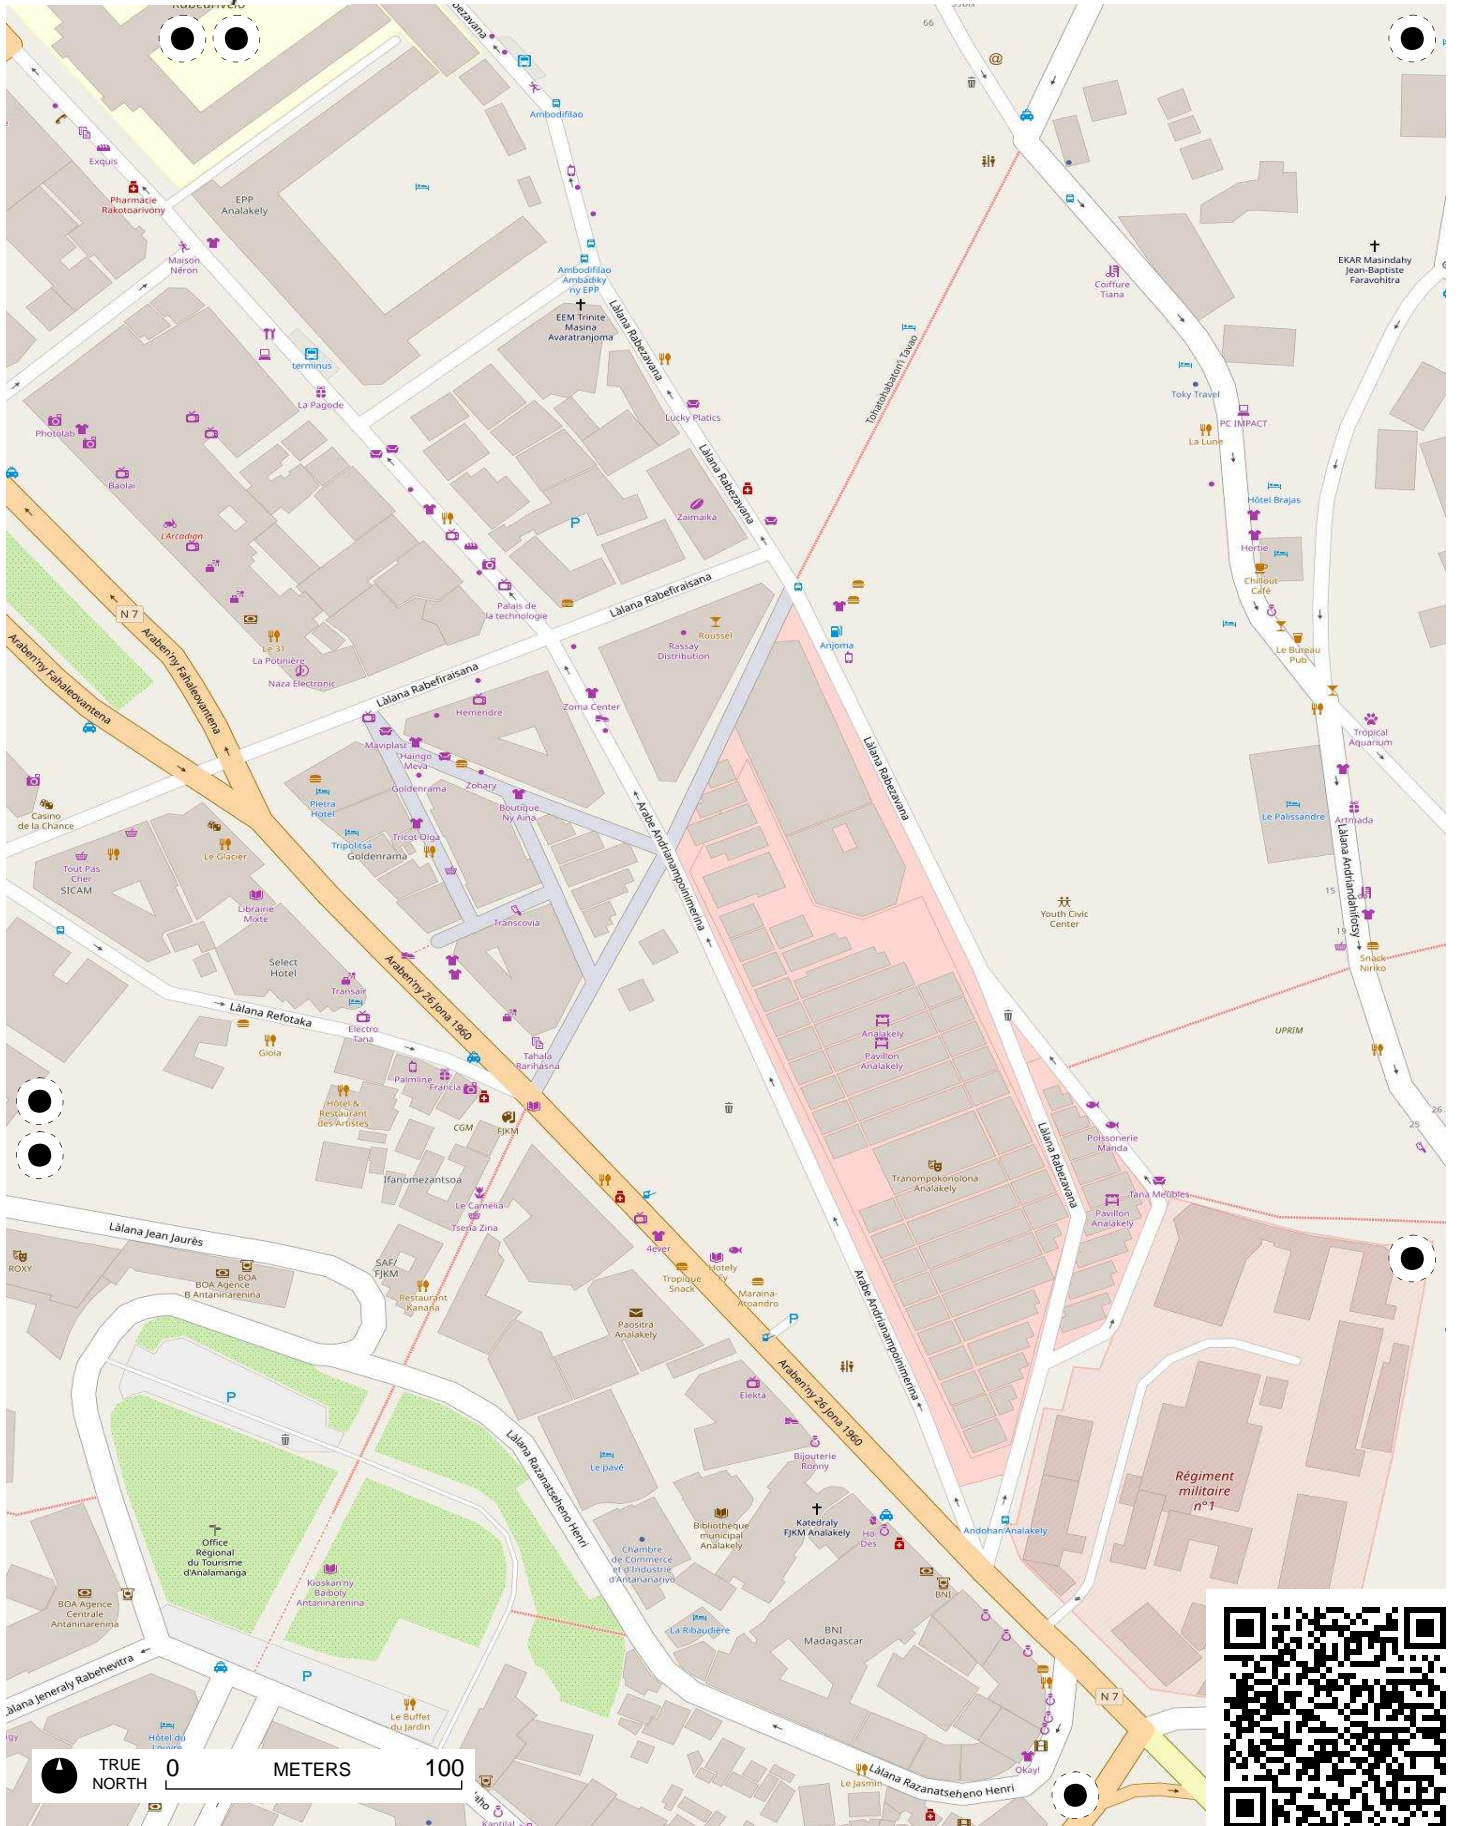 66
@
Ambodifilao
Exquis
Pharmacie
Rakotoarivony
EPP
Analakely
Maison
Néron
Ambodifilao
Ambadiky
ny EPP
EEM Trinite
Masina
Avaratranjoma
Làlana Rabezavana
EKAR Masindahy
Jean-Baptiste
Faravohitra
Coiffure
Tiana
terminus
La Pagode
Tohatohabaton'i Tavao
Toky Travel
PC IMPACT
La Lune
Lucky Platics
Photolab
Làlana Rabezavana
Baolai
Hôtel Brajas
Zaimaika
L'Arcadian
P
Hertie
Chillout
Café
Palais de
la technologie
Làlana Rabefiraisana
N 7
Araben'ny Fahaleovantena
Araben'ny Fahaleovantena
Le 31
La Potinière
Naza Electronic
Roussel
Rassay
Distribution
Anjoma
Le Bureau
Pub
Làlana Rabefiraisana
Hemendre
Zoma Center
Tropical
Aquarium
Maviplast
Haingo
Meva
Goldenrama
Zohary
Làlana Rabezavana
Casino
de la Chance
Pietra
Hotel
Boutique
Ny Aina
Arabe Andrianampoinimerina
Le Palissandre
Artmada
Tripolitsa
Tricot Olga
Goldenrama
Le Glacier
Tout Pas
Cher
SICAM
Làlana Andriandahifotsy
15
Librairie
Mixte
Transcovia
Youth Civic
Center
19
Snack
Niriko
Select
Hotel
Transair
Araben'ny 26 Jona 1960
Làlana Refotaka
Electro
Tana
Analakely
Pavillon
Analakely
UPRIM
Gioia
Tahala
Rarihasna
Palmine
Francia
Hôtel &
Restaurant
des Artistes
CGM
FJKM
26
25
Poissonerie
Manda
Làlana Rabezavana
Tranompokonolona
Analakely
Ifanomezantsoa
Tana Meubles
Le Camélia
Tsena Zina
Pavillon
Analakely
Làlana Jean Jaurès
4ever
ROXY
SAF/
FJKM
BOA
BOA Agence
B Antaninarenina
Tropique
Snack
Restaurant
Kanana
Maraina-
Atoandro
Paositra
Analakely
P
Arabe Andrianampoinimerina
Araben'ny 26 Jona 1960
Elekta
P
Bijouterie
Ronny
Làlana Razanatseheno Henri
Le pavé
Régiment
militaire
n°1
Bibliothèque
municipal
Analakely
Katedraly
FJKM Analakely
Andohan'Analakely
Office
Régional
du Tourisme
d'Analamanga
Chambre
de Commerce
et d'Industrie
d'Antananarivo
Kioskan'ny
Baiboly
Antaninarenina
BNI
BOA Agence
Centrale
Antaninarenina
La Ribaudière
BNI
Madagascar
P
N 7
Le Buffet
du Jardin
Hôtel du
Louvre
TRUE
NORTH
0 METERS 100
Okay!
Le Jasmin
Làlana Razanatseheno Henri